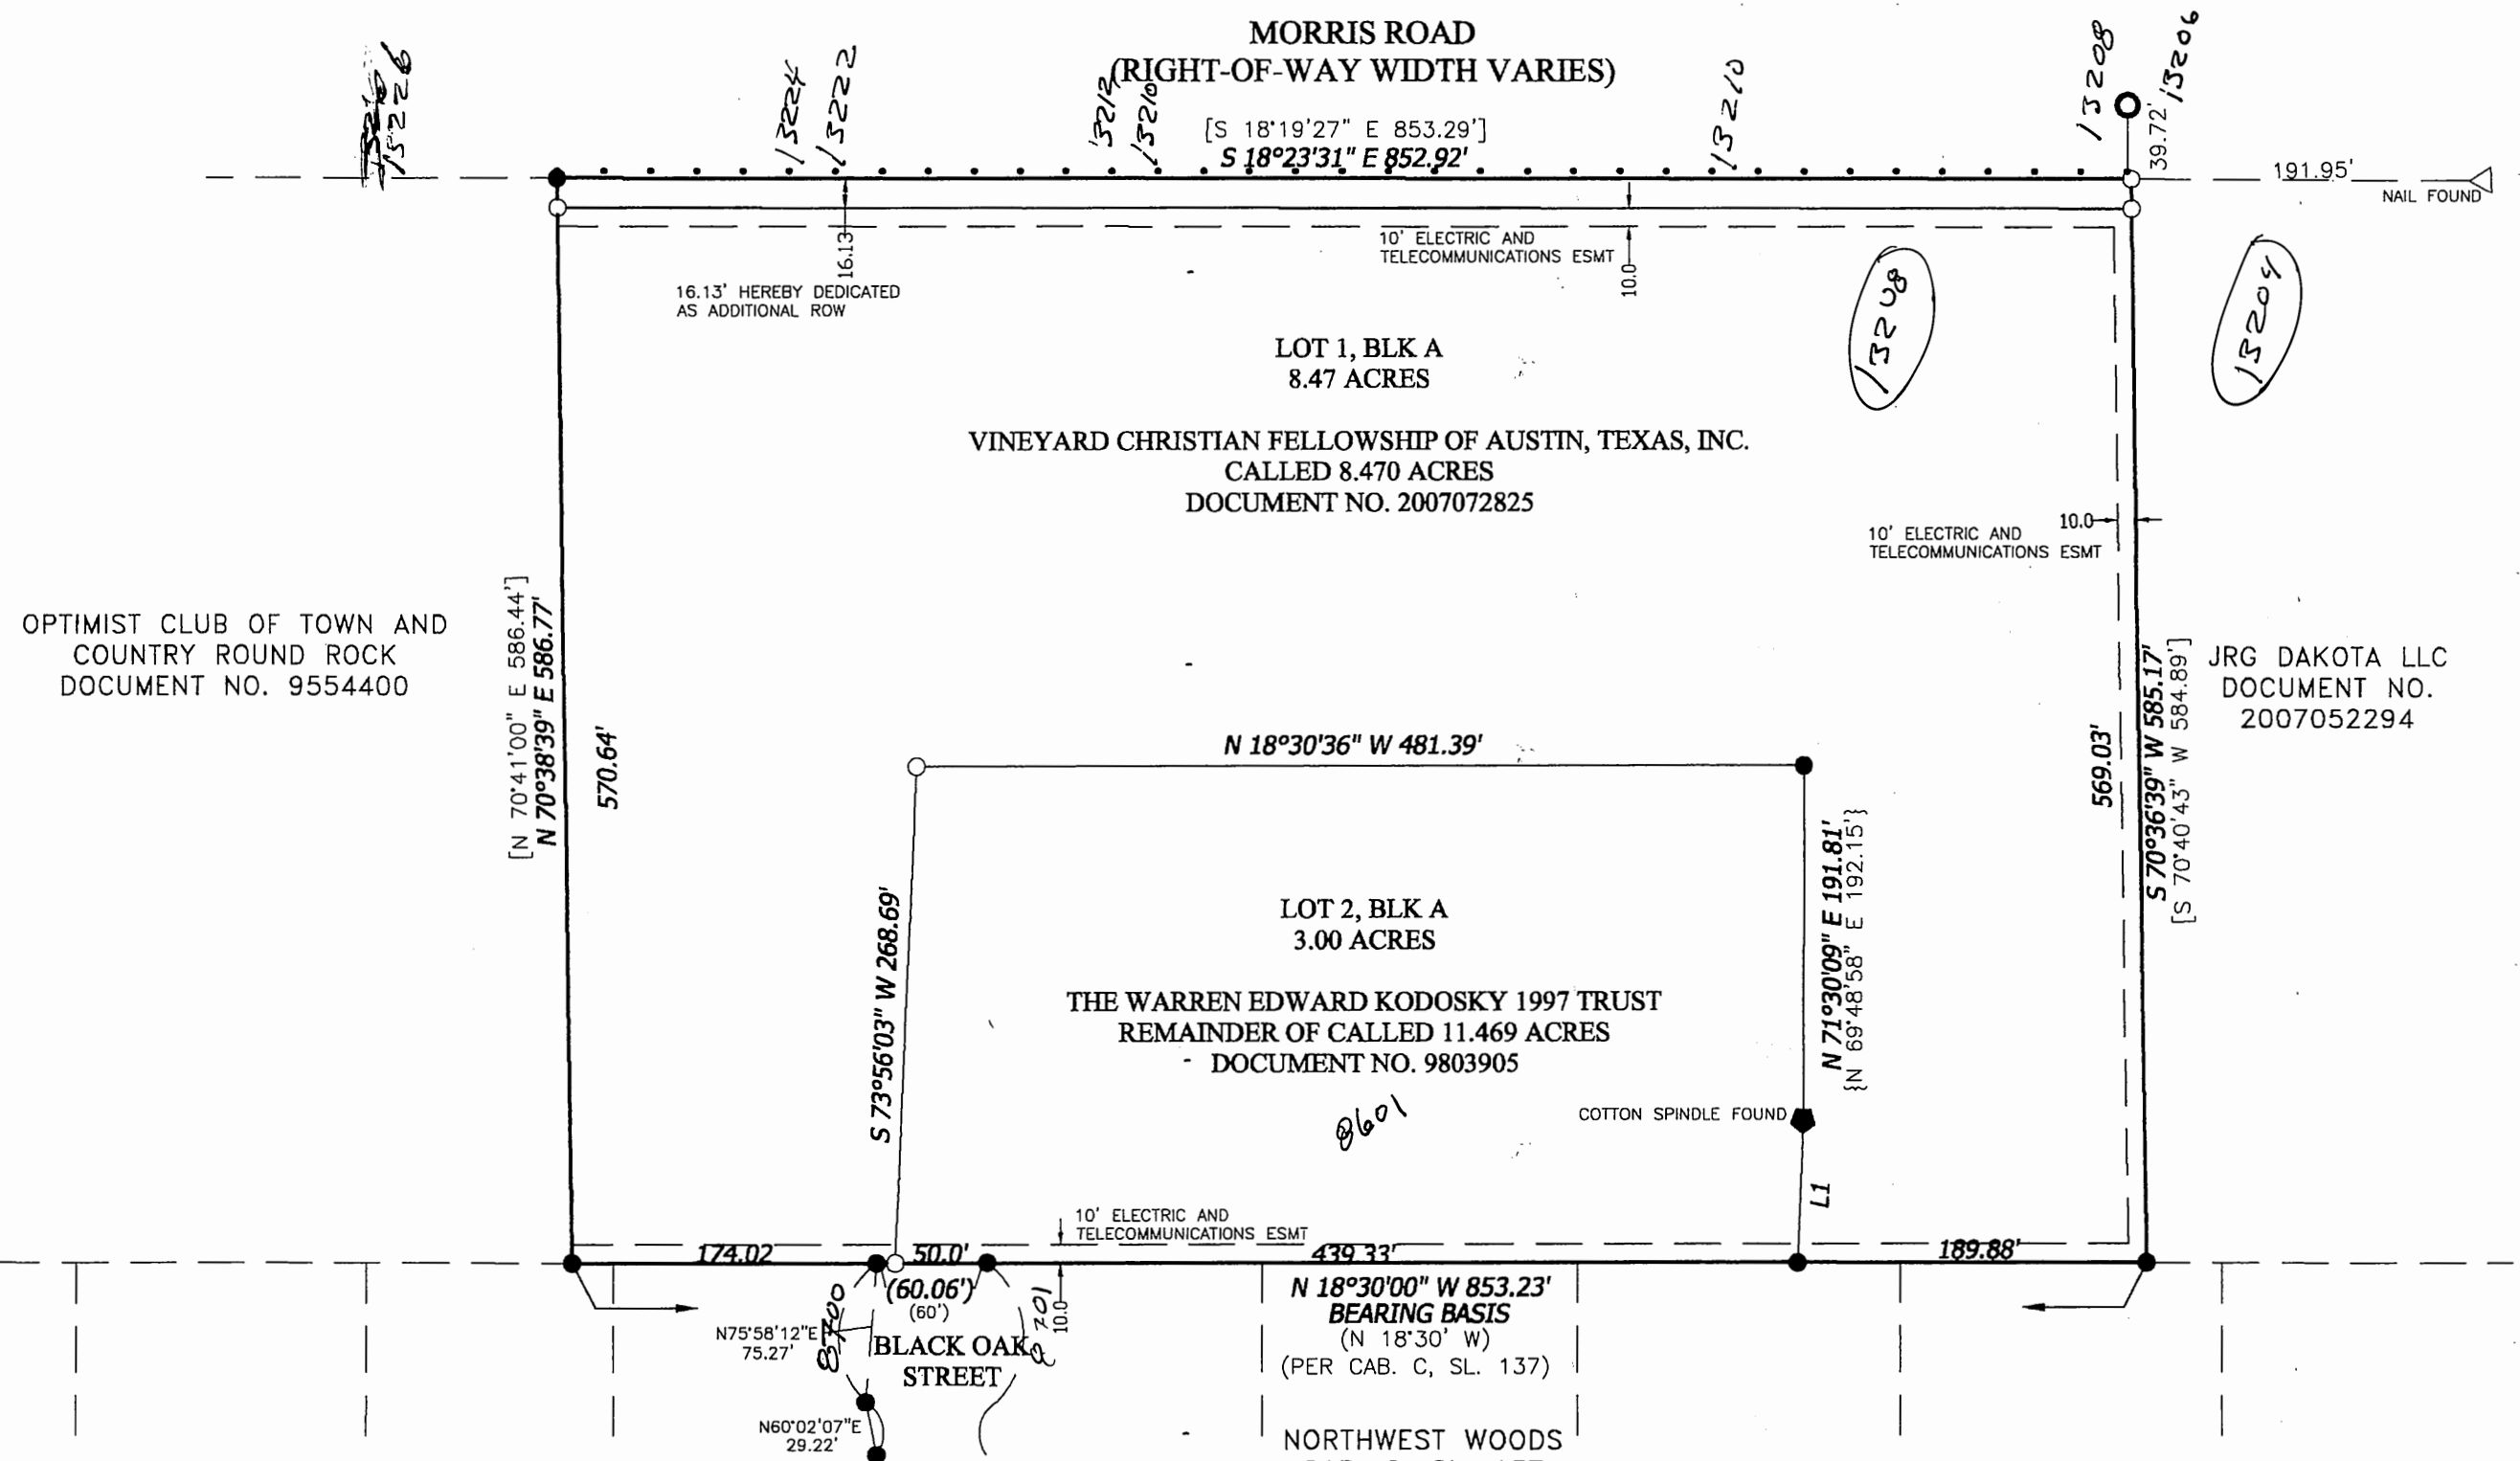 MORRIS ROAD
(RIGHT-OF-WAY WIDTH VARIES)
[S 18°19'27" E 853.29']
S 18°23'31" E 852.92'
13226
13224
13222
13212
13210
13210
13208
13206
39.72'
191.95'
NAIL FOUND
16.13'
16.13' HEREBY DEDICATED
AS ADDITIONAL ROW
10' ELECTRIC AND
TELECOMMUNICATIONS ESMT
10.0
13208
13204
LOT 1, BLK A
8.47 ACRES
VINEYARD CHRISTIAN FELLOWSHIP OF AUSTIN, TEXAS, INC.
CALLED 8.470 ACRES
DOCUMENT NO. 2007072825
10.0
10' ELECTRIC AND
TELECOMMUNICATIONS ESMT
OPTIMIST CLUB OF TOWN AND
COUNTRY ROUND ROCK
DOCUMENT NO. 9554400
[N 70°41'00" E 586.44']
N 70°38'39" E 586.77'
570.64'
569.03'
S 70°36'39" W 585.17'
[S 70°40'43" W 584.89']
JRG DAKOTA LLC
DOCUMENT NO.
2007052294
N 18°30'36" W 481.39'
S 73°56'03" W 268.69'
N 71°30'09" E 191.81'
{N 69°48'58" E 192.15'}
LOT 2, BLK A
3.00 ACRES
THE WARREN EDWARD KODOSKY 1997 TRUST
REMAINDER OF CALLED 11.469 ACRES
DOCUMENT NO. 9803905
8601
COTTON SPINDLE FOUND
L1
10' ELECTRIC AND
TELECOMMUNICATIONS ESMT
174.02
50.0'
439.33'
189.88'
(60.06')
(60')
10.0
N 18°30'00" W 853.23'
BEARING BASIS
(N 18°30' W)
(PER CAB. C, SL. 137)
8700
8701
N75°58'12"E
75.27'
BLACK OAK
STREET
N60°02'07"E
29.22'
NORTHWEST WOODS